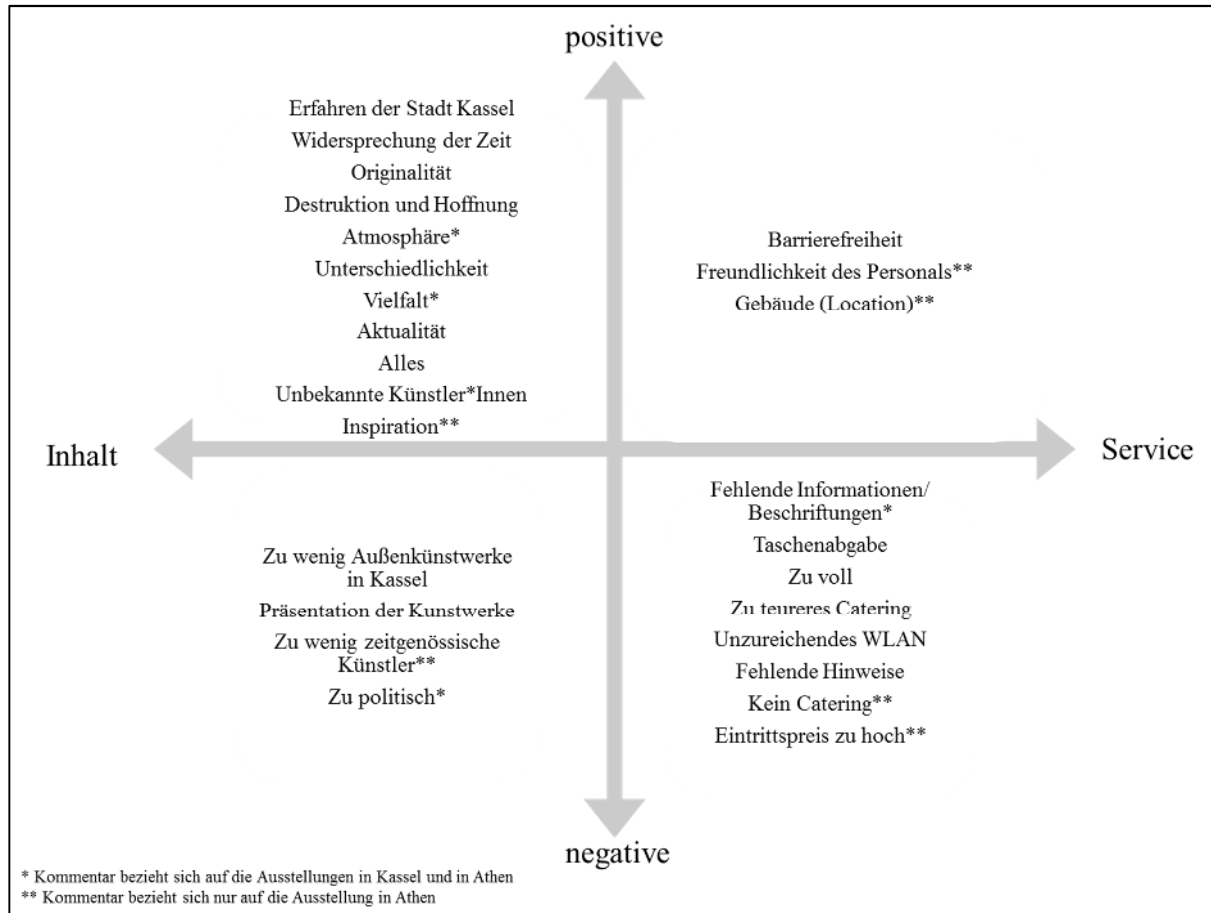 positive
Erfahren der Stadt Kassel
Widersprechung der Zeit
Originalität
Destruktion und Hoffnung
Atmosphäre*
Unterschiedlichkeit
Vielfalt*
Aktualität
Alles
Unbekannte Künstler*Innen
Inspiration**
Barrierefreiheit
Freundlichkeit des Personals**
Gebäude (Location)**
Inhalt
Service
Zu wenig Außenkünstwerke
in Kassel
Präsentation der Kunstwerke
Zu wenig zeitgenössische
Künstler**
Zu politisch*
Fehlende Informationen/
Beschriftungen*
Taschenabgabe
Zu voll
Zu teureres Catering
Unzureichendes WLAN
Fehlende Hinweise
Kein Catering**
Eintrittspreis zu hoch**
negative
* Kommentar bezieht sich auf die Ausstellungen in Kassel und in Athen
** Kommentar bezieht sich nur auf die Ausstellung in Athen